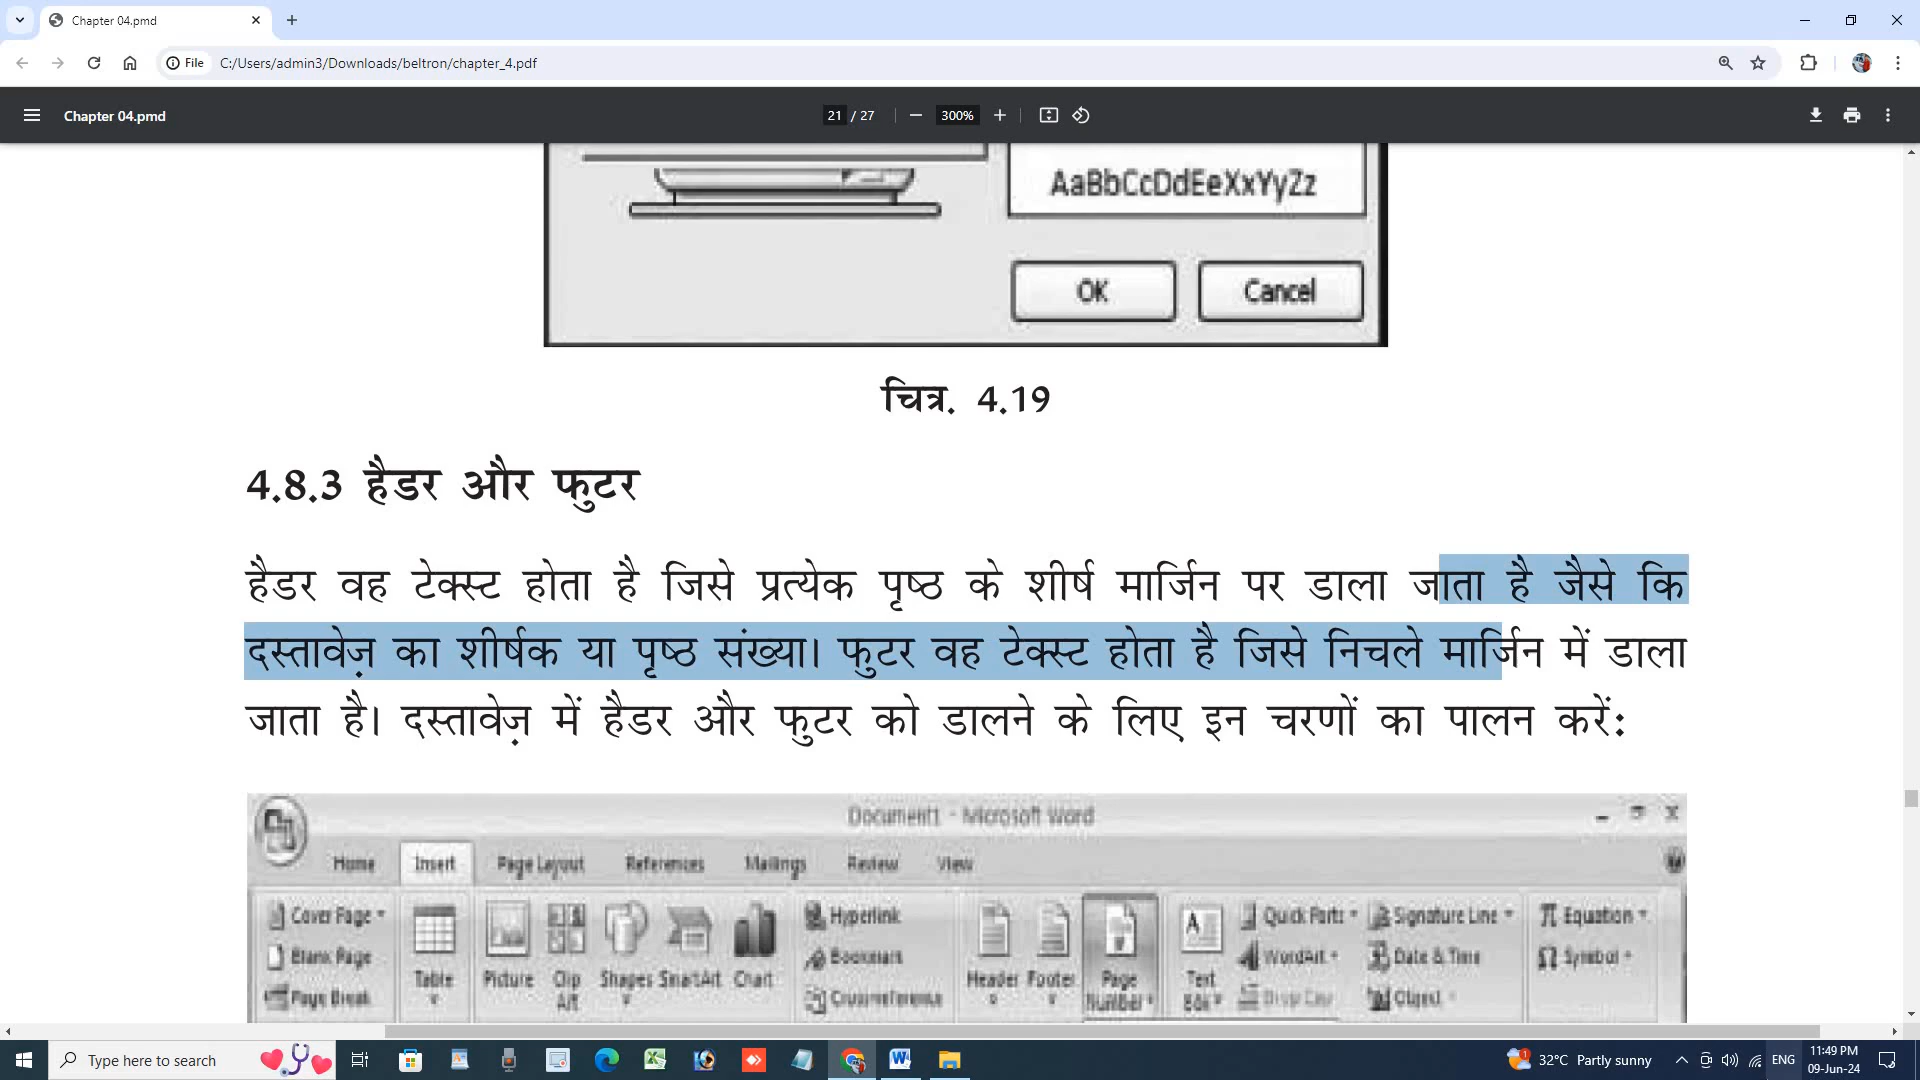 Chapter 04.pmd
File C:/Users/admin3/Downloads/beltron/chapter_4.pdf
Chapter 04.pmd 21 / 27 300%
AaBbCcDdEeXxYyZz
OK Cancel
चित्र. 4.19
4.8.3 हैडर और फुटर
हैडर वह टेक्स्ट होता है जिसे प्रत्येक पृष्ठ के शीर्ष मार्जिन पर डाला जाता है जैसे कि
दस्तावेज़ का शीर्षक या पृष्ठ संख्या। फुटर वह टेक्स्ट होता है जिसे निचले मार्जिन में डाला
जाता है। दस्तावेज़ में हैडर और फुटर को डालने के लिए इन चरणों का पालन करें:
Document1 - Microsoft Word
Home Insert Page Layout References Mailings Review View
Cover Page Hyperlink Quick Parts Signature Line Equation
Blank Page Bookmark WordArt Date & Time Symbol
Table Picture Clip Shapes SmartArt Chart Header Footer Page Text
Page Break Art Cross-reference Number Box Drop Cap Object
Type here to search 32°C Partly sunny ENG 11:49 PM
09-Jun-24